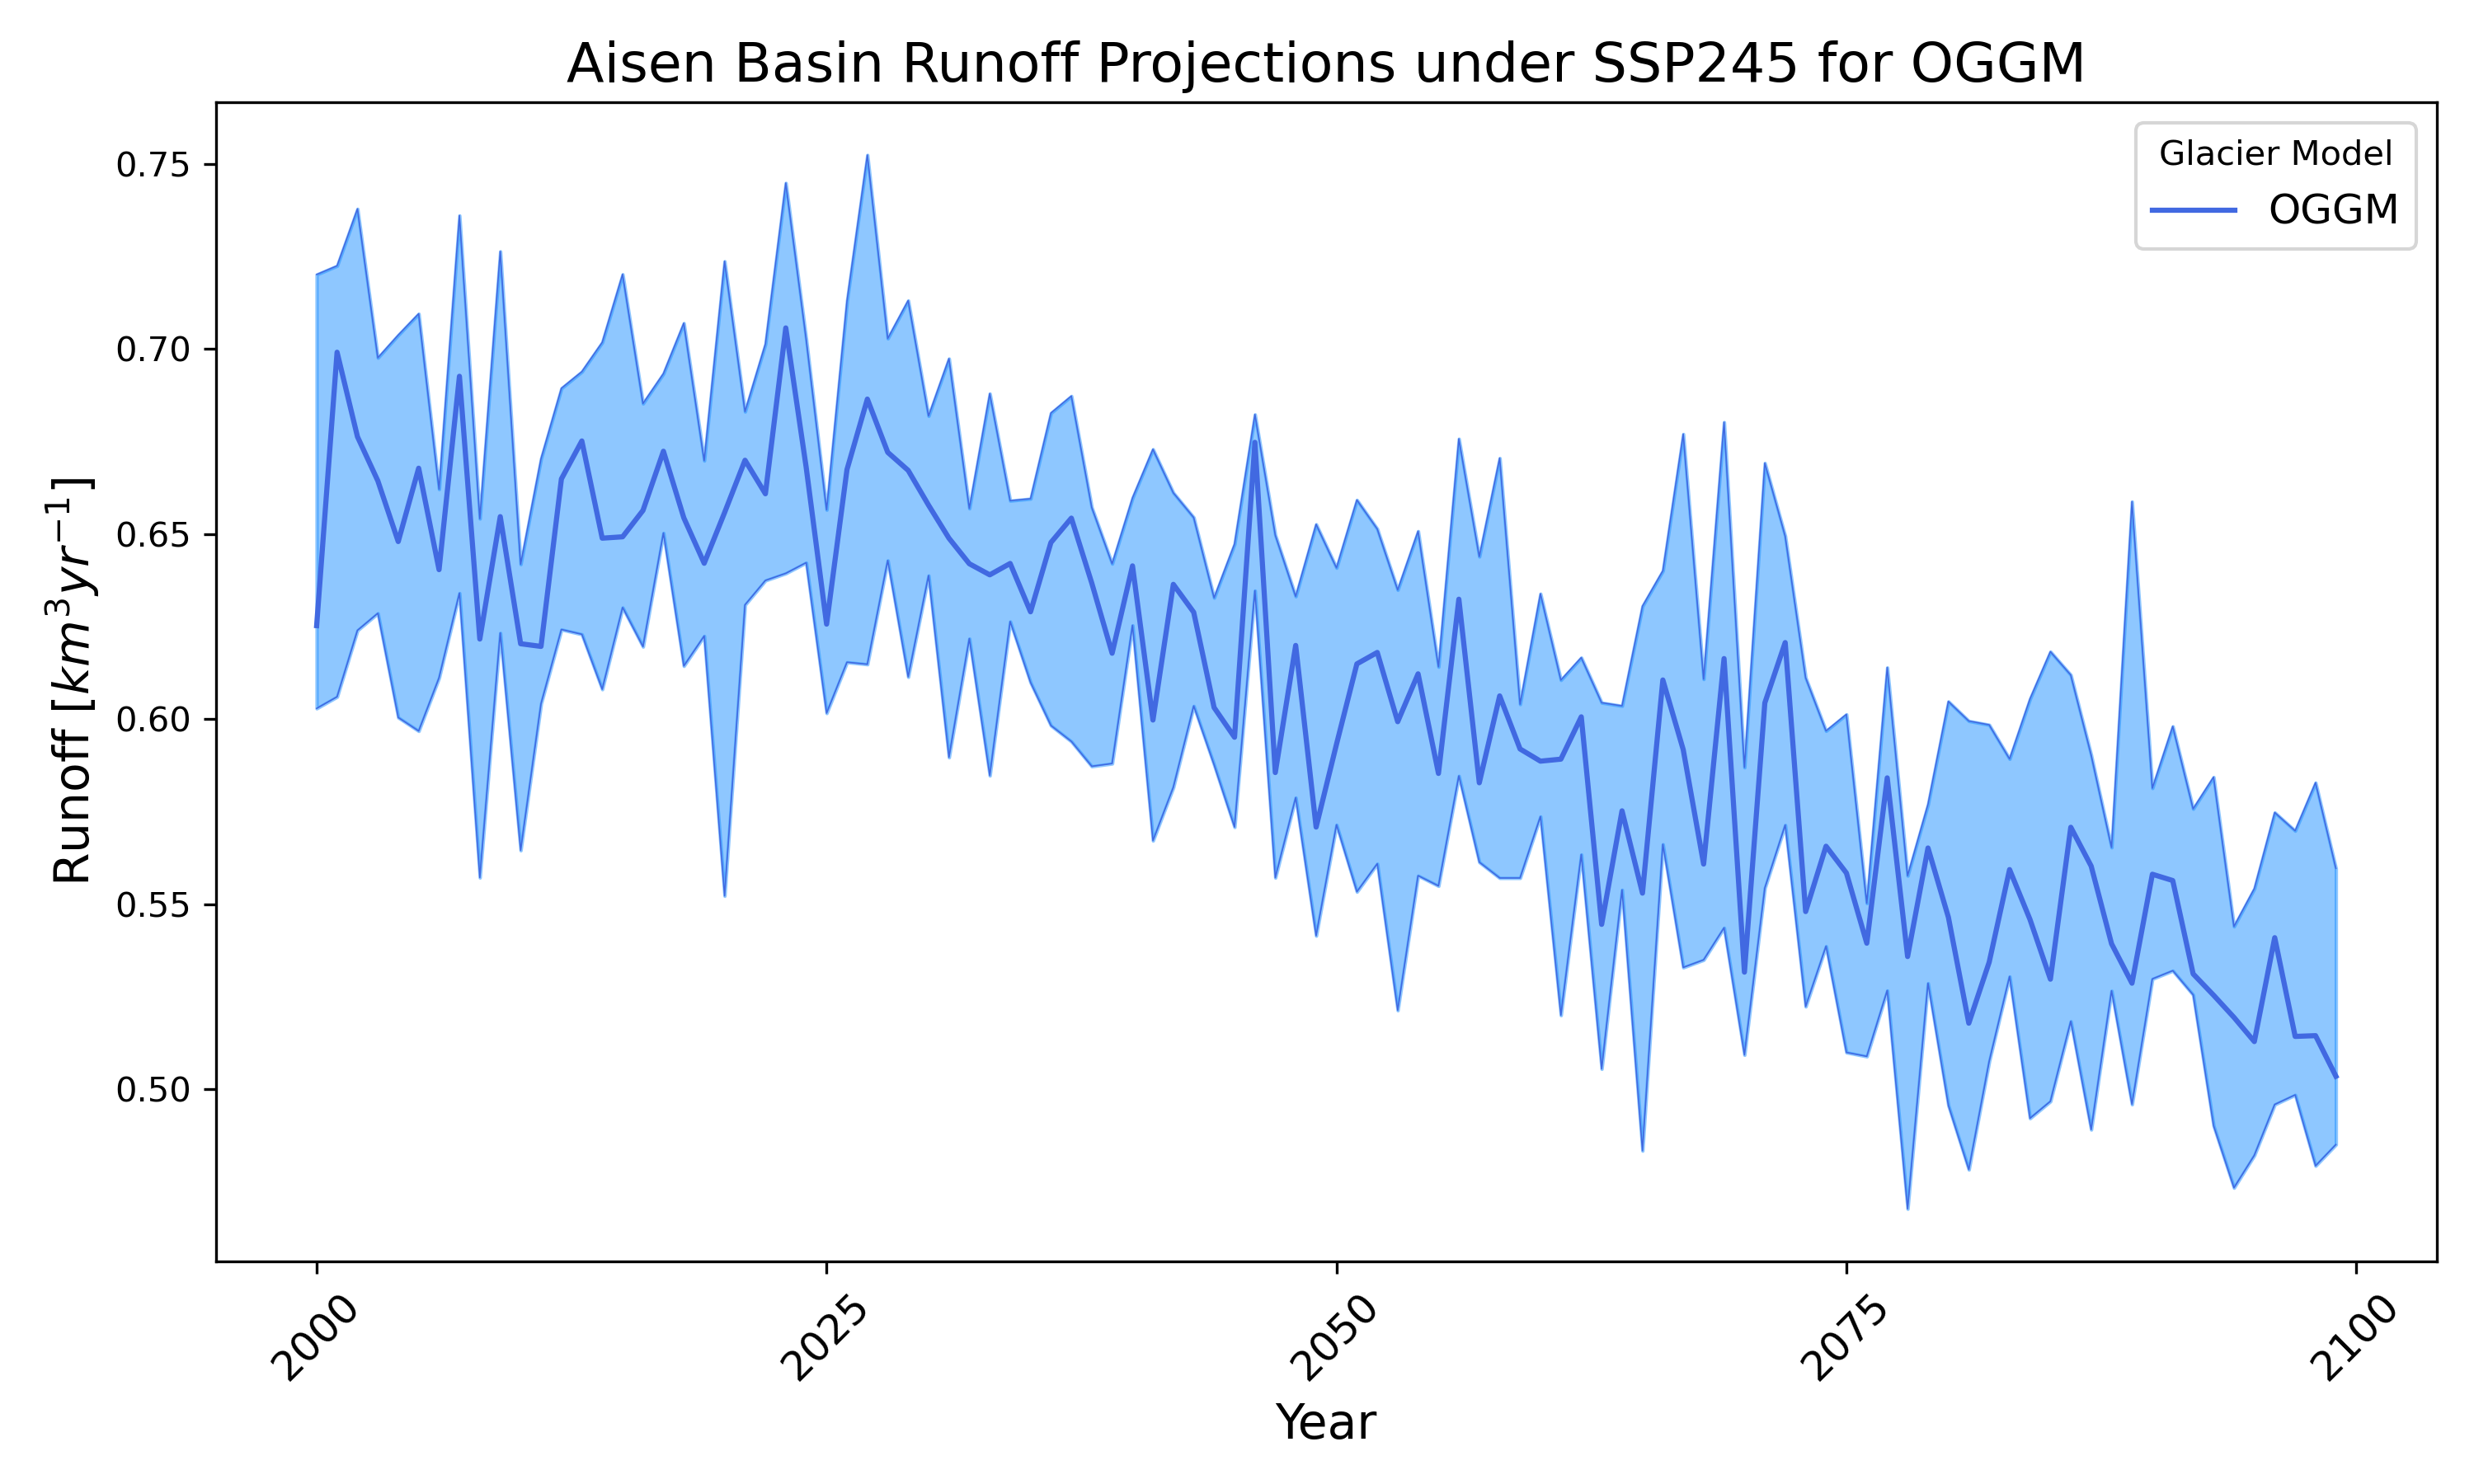 Aisen Basin Runoff Projections under SSP245 for OGGM
Glacier Model
OGGM
Runoff [km³yr⁻¹]
0.75
0.70
0.65
0.60
0.55
0.50
2000
2025
2050
2075
2100
Year